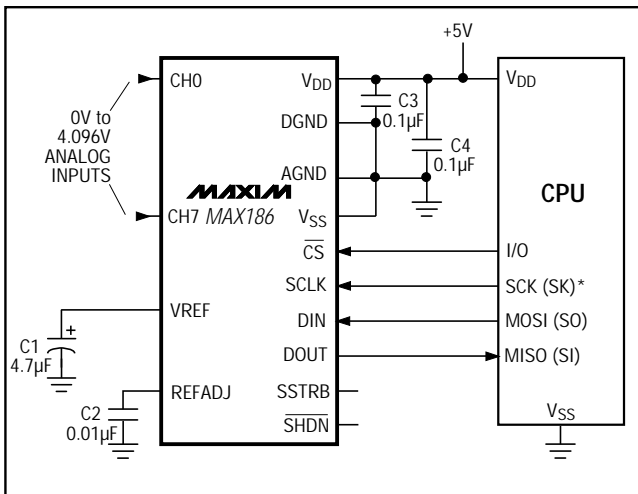 +5V
CH0
VDD
VDD
0V to
4.096V
ANALOG
INPUTS
C3
0.1µF
DGND
C4
0.1µF
AGND
MAXIM
CPU
CH7
MAX186
VSS
CS
I/O
SCLK
SCK (SK)*
VREF
DIN
MOSI (SO)
C1
+
4.7µF
DOUT
MISO (SI)
REFADJ
SSTRB
C2
0.01µF
SHDN
VSS